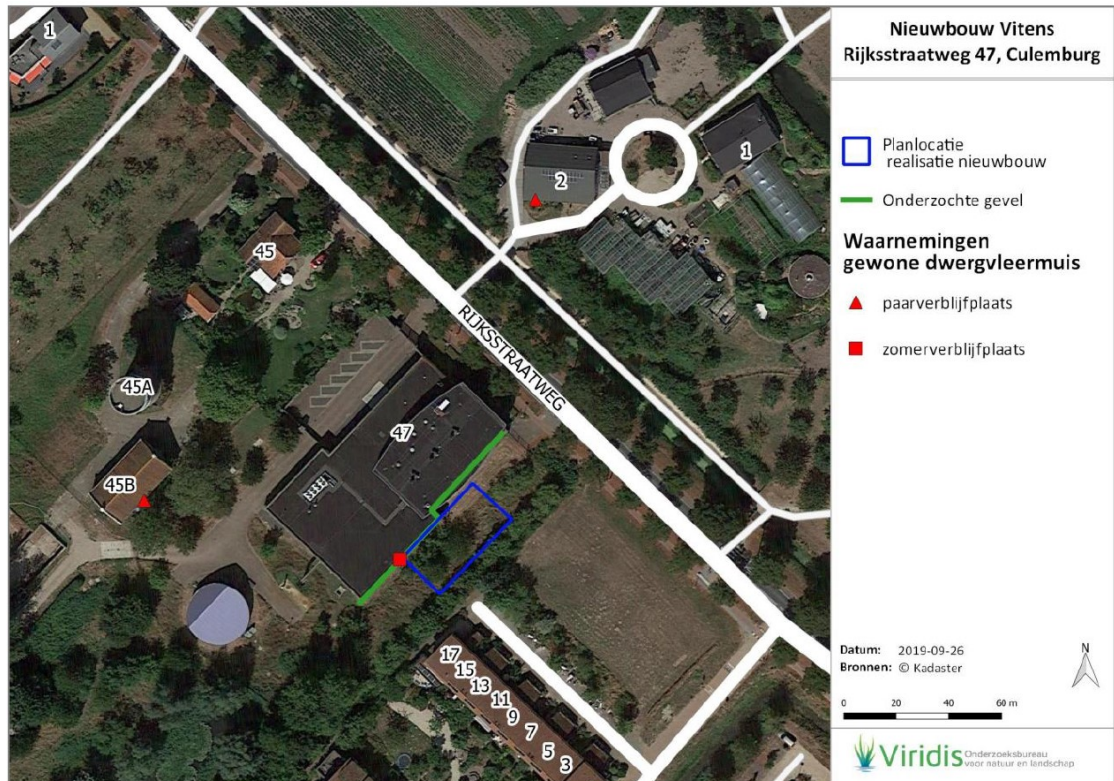 Nieuwbouw Vitens
Rijksstraatweg 47, Culemburg
Planlocatie
realisatie nieuwbouw
Onderzochte gevel
Waarnemingen
gewone dwergvleermuis
paarverblijfplaats
zomerverblijfplaats
Datum: 2019-09-26
Bronnen: © Kadaster
N
0 20 40 60 m
Viridis Onderzoeksbureau
voor natuur en landschap
1
2
1
45
RIJKSSTRAATWEG
45A
47
45B
17
15
13
11
9
7
5
3